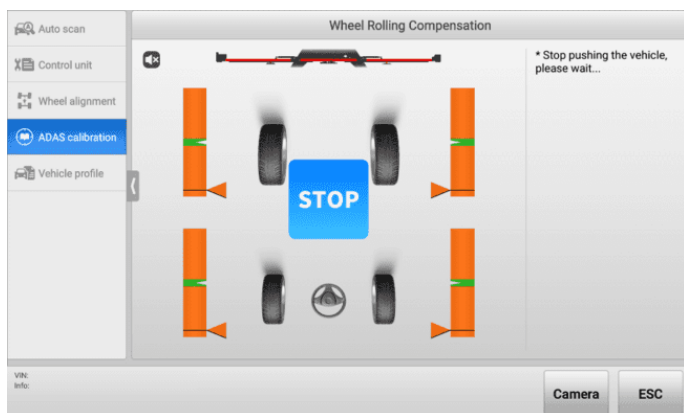 Wheel Rolling Compensation
Auto scan
Control unit
Wheel alignment
ADAS calibration
Vehicle profile
* Stop pushing the vehicle,
please wait...
STOP
VIN:
Info:
Camera
ESC